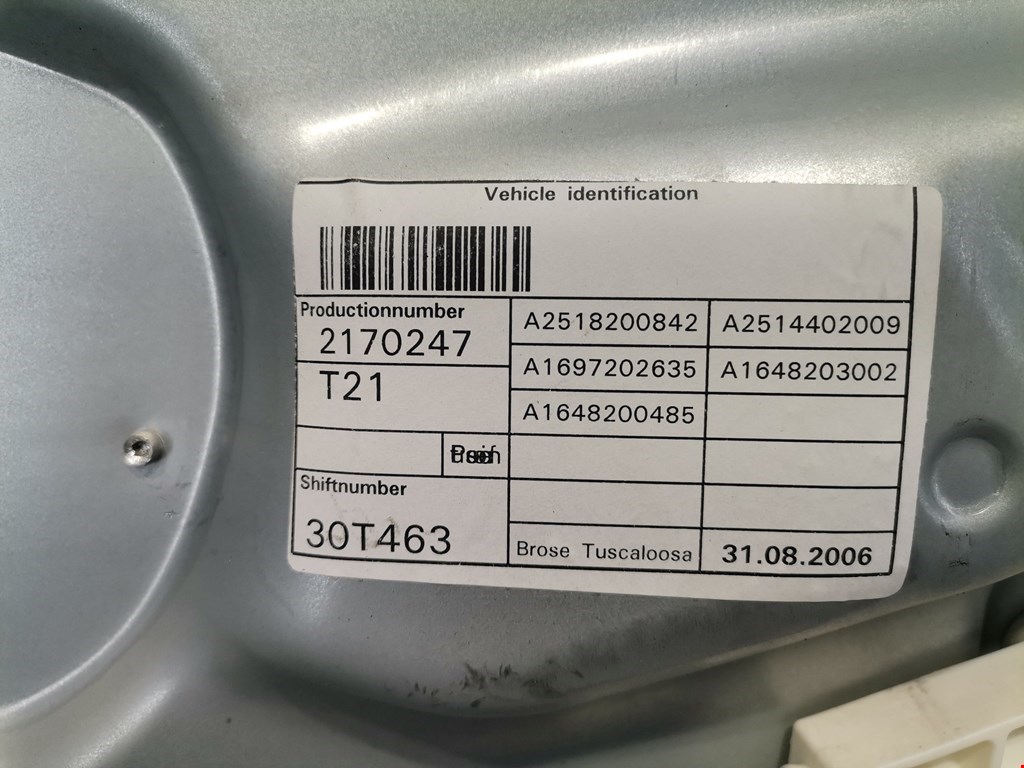 Vehicle identification
Productionnumber
2170247
T21
Shiftnumber
30T463
A2518200842 A2514402009
A1697202635 A1648203002
A1648200485
Brose Tuscaloosa 31.08.2006